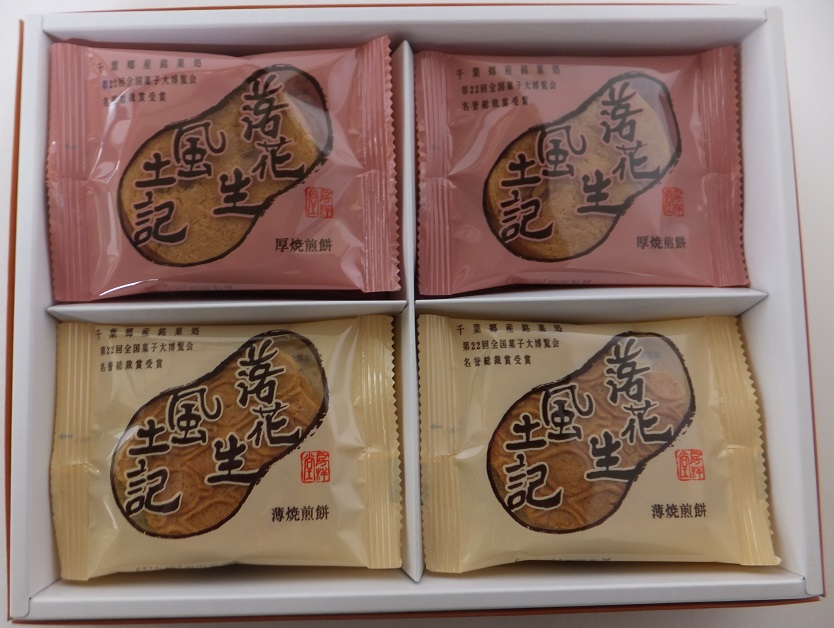 千葉郷産銘菓処
第22回全国菓子大博覧会
名誉総裁賞受賞
落花生
風土記
厚焼煎餅
千葉郷産銘菓処
第22回全国菓子大博覧会
名誉総裁賞受賞
落花生
風土記
厚焼煎餅
千葉郷産銘菓処
第22回全国菓子大博覧会
名誉総裁賞受賞
落花生
風土記
薄焼煎餅
千葉郷産銘菓処
第22回全国菓子大博覧会
名誉総裁賞受賞
落花生
風土記
薄焼煎餅